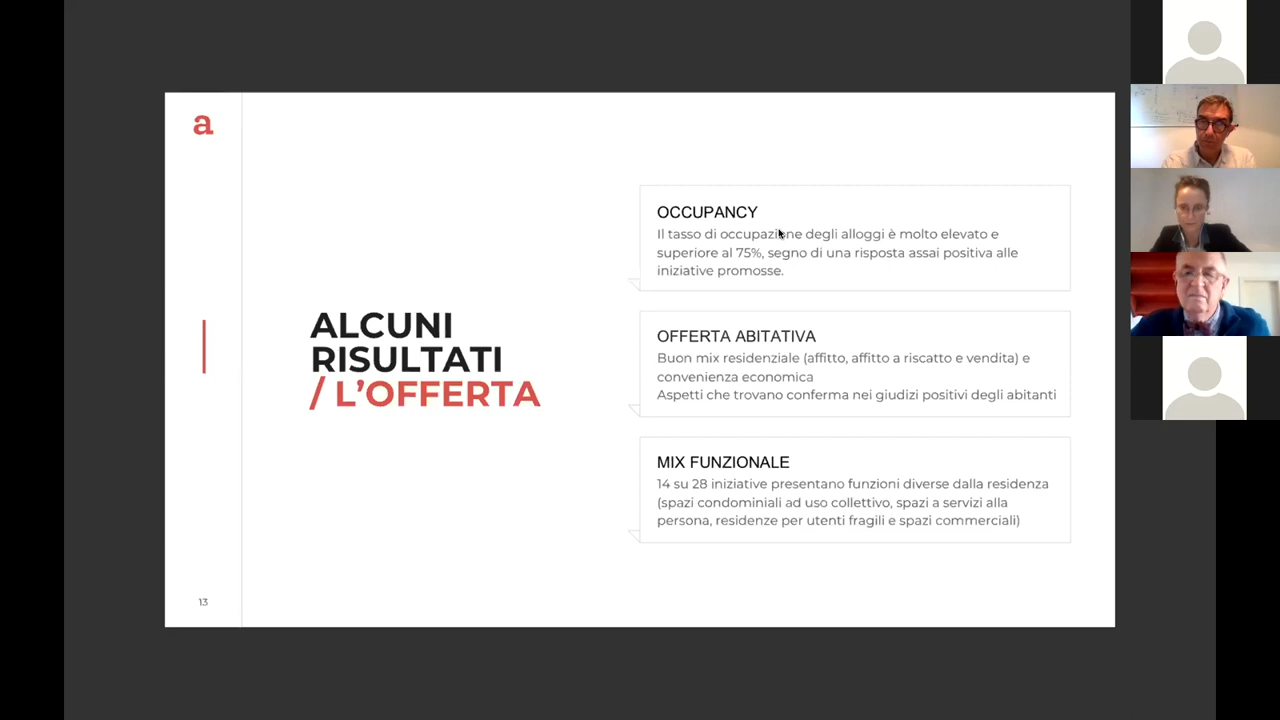 a
ALCUNI
RISULTATI
/ L’OFFERTA
OCCUPANCY
Il tasso di occupazione degli alloggi è molto elevato e
superiore al 75%, segno di una risposta assai positiva alle
iniziative promosse.
OFFERTA ABITATIVA
Buon mix residenziale (affitto, affitto a riscatto e vendita) e
convenienza economica
Aspetti che trovano conferma nei giudizi positivi degli abitanti
MIX FUNZIONALE
14 su 28 iniziative presentano funzioni diverse dalla residenza
(spazi condominiali ad uso collettivo, spazi a servizi alla
persona, residenze per utenti fragili e spazi commerciali)
13